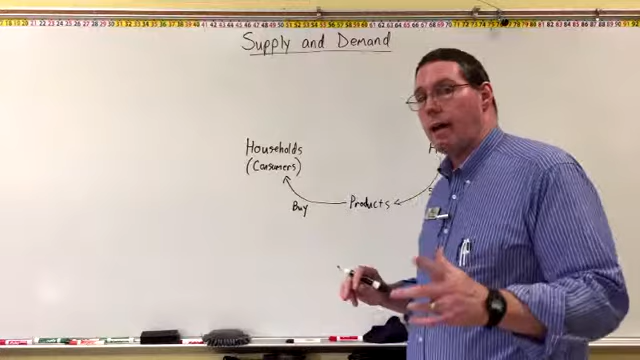 Supply and Demand
Households
(Consumers)
Buy
Products